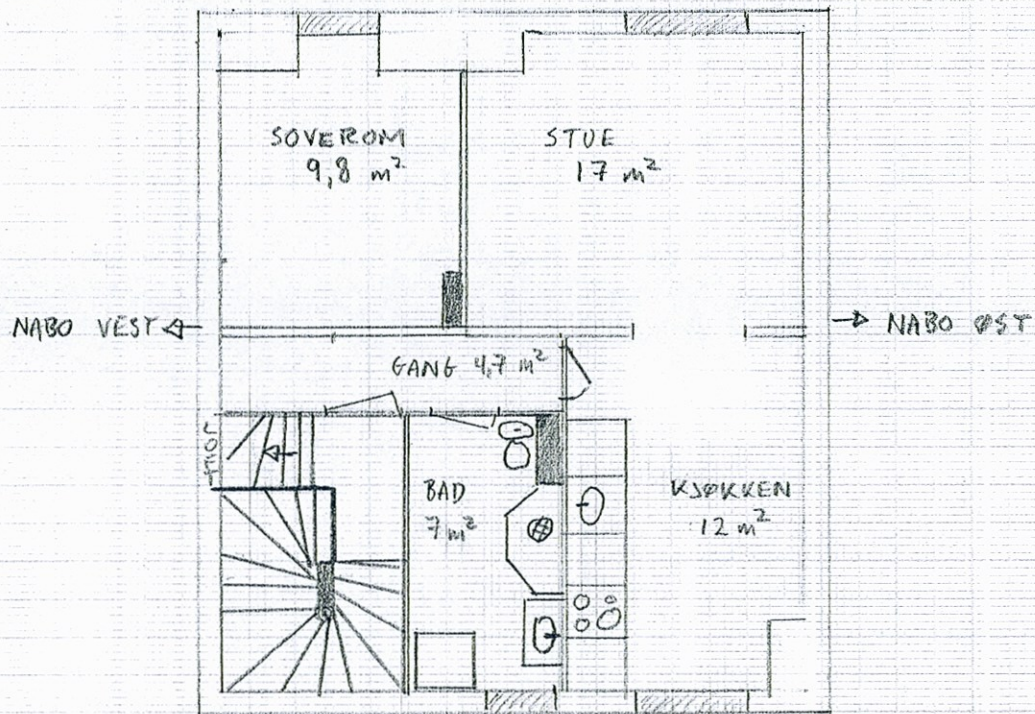 SOVEROM
9,8 m²
STUE
17 m²
NABO VEST
NABO ØST
GANG 4,7 m²
BAD
7 m²
KJØKKEN
12 m²